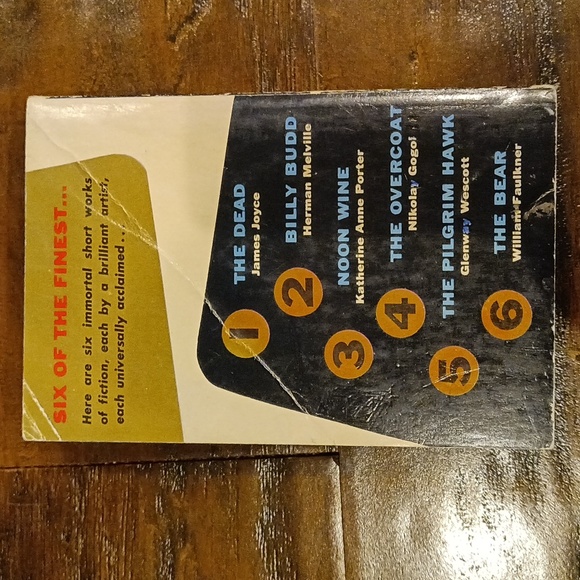 SIX OF THE FINEST...
Here are six immortal short works
of fiction, each by a brilliant artist,
each universally acclaimed...
1 THE DEAD
James Joyce
2 BILLY BUDD
Herman Melville
3 NOON WINE
Katherine Anne Porter
4 THE OVERCOAT
Nikolay Gogol
5 THE PILGRIM HAWK
Glenway Wescott
6 THE BEAR
William Faulkner